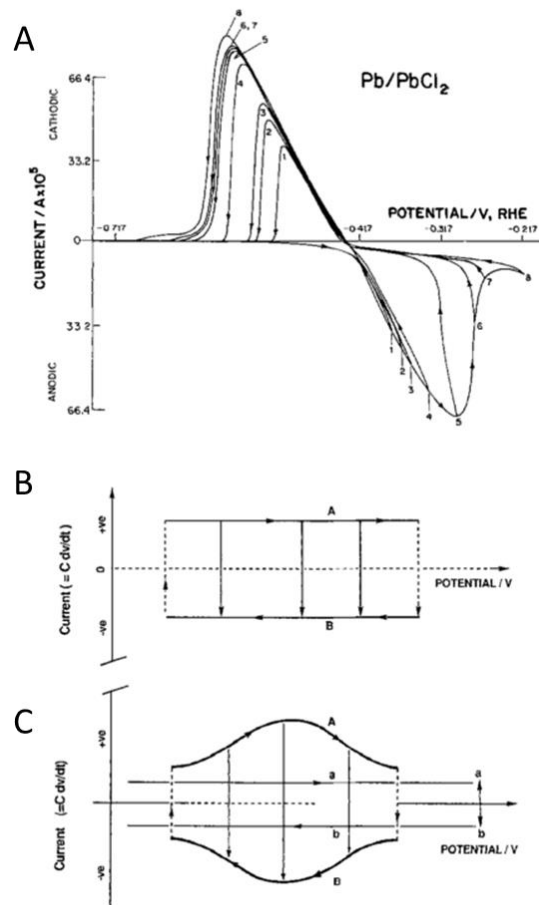 A
Pb/PbCl2
CATHODIC
ANODIC
CURRENT / A x 10⁵
66.4
33.2
0
33.2
66.4
POTENTIAL/V, RHE
-0.717
-0.417
-0.317
-0.217
8
6,7
5
4
3
2
1
1
2
3
4
5
6
7
8
B
Current ( = C dv/dt)
+ve
0
-ve
A
B
POTENTIAL / V
C
Current (=C dv/dt)
+ve
-ve
A
a
a
b
b
B
POTENTIAL / V